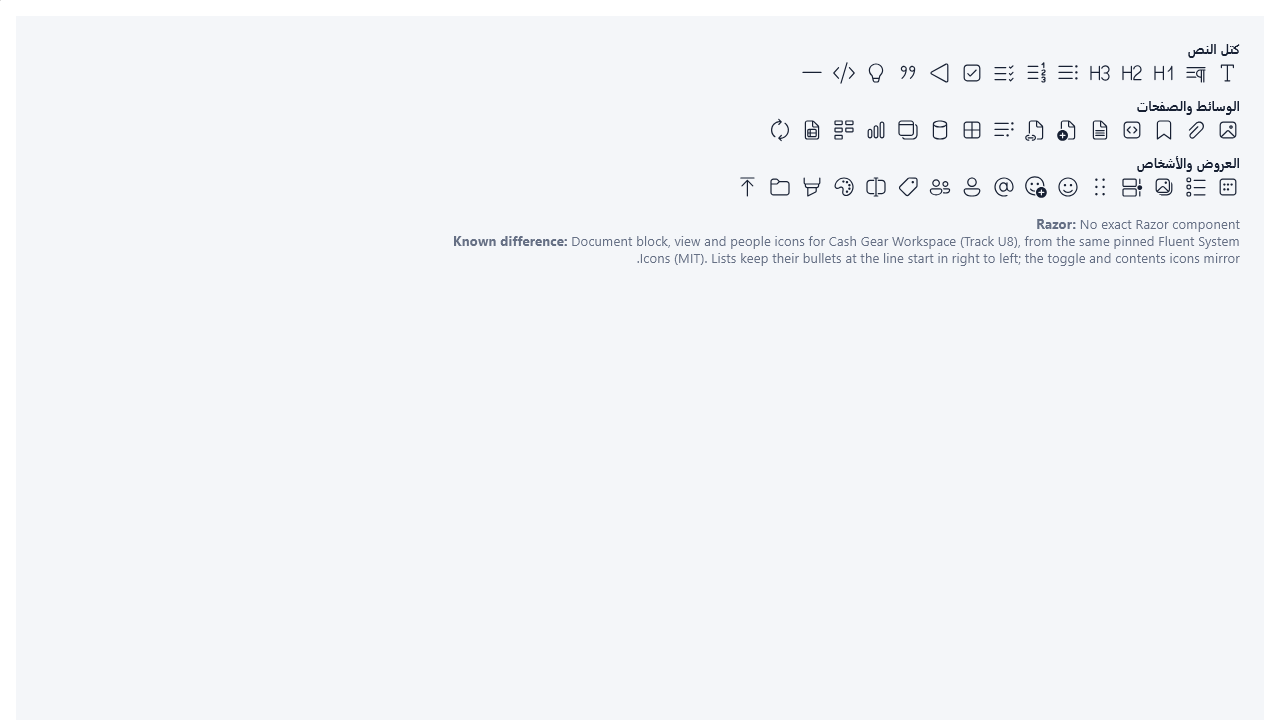 كتل النص
T ¶ H1 H2 H3 </>
الوسائط والصفحات
العروض والأشخاص
Razor: No exact Razor component
Known difference: Document block, view and people icons for Cash Gear Workspace (Track U8), from the same pinned Fluent System
Icons (MIT). Lists keep their bullets at the line start in right to left; the toggle and contents icons mirror.